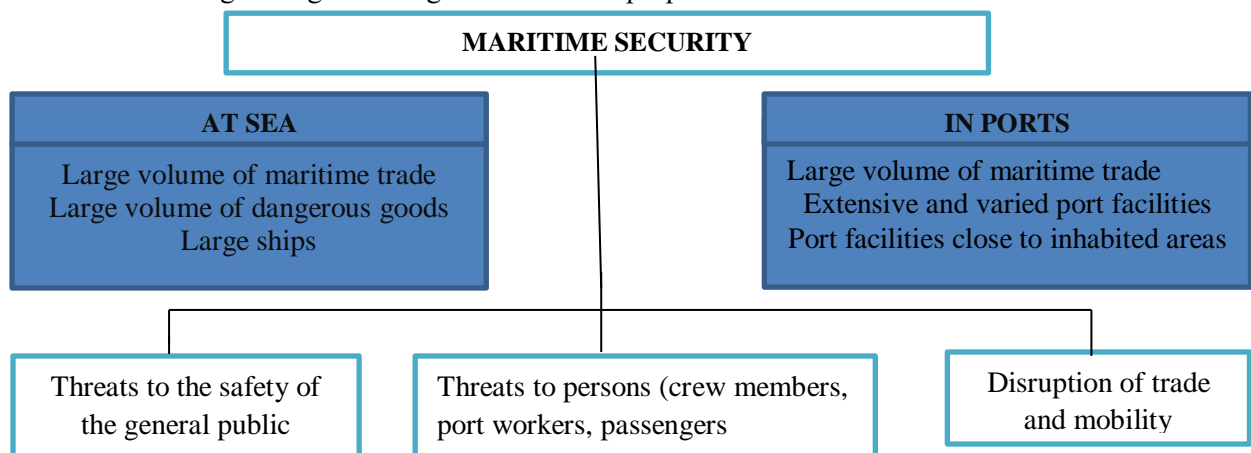 MARITIME SECURITY
AT SEA
Large volume of maritime trade
Large volume of dangerous goods
Large ships
IN PORTS
Large volume of maritime trade
Extensive and varied port facilities
Port facilities close to inhabited areas
Threats to the safety of
the general public
Threats to persons (crew members,
port workers, passengers
Disruption of trade
and mobility